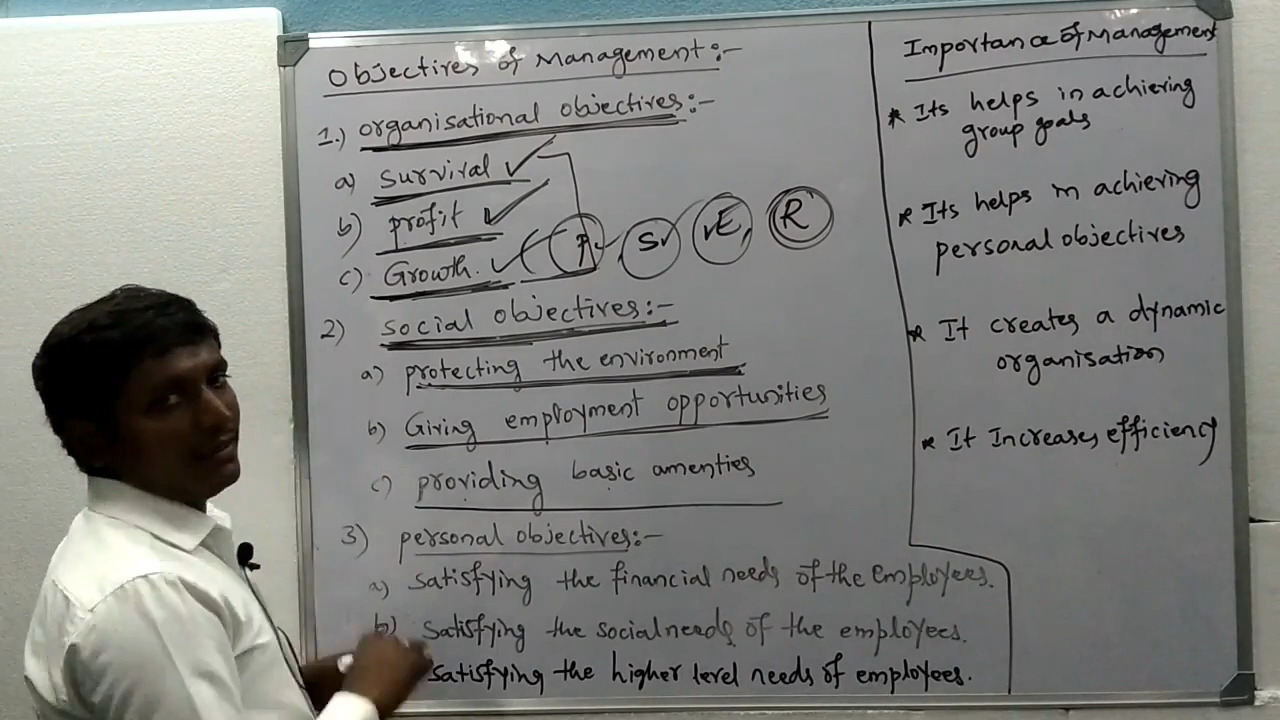 Objectives of Management:-
1.) organisational objectives:-
a) survival ✓
b) profit ✓
c) Growth. ✓
P, S, E, R
2) social objectives:-
a) protecting the environment
b) Giving employment opportunities
c) providing basic amenties
3) personal objectives:-
a) satisfying the financial needs of the employees.
b) satisfying the social needs of the employees.
satisfying the higher level needs of employees.
Importance of Management
* Its helps in achieving
group goals
* Its helps in achieving
personal objectives
* It creates a dynamic
organisation
* It Increases efficiency